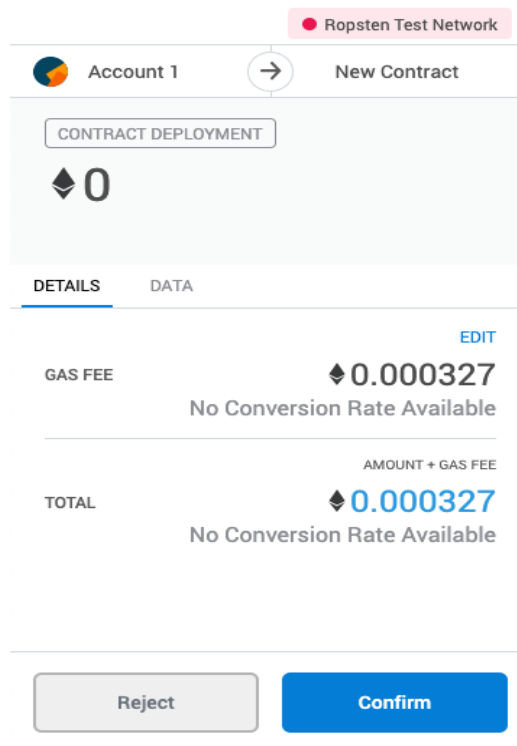 Ropsten Test Network
Account 1
New Contract
CONTRACT DEPLOYMENT
0
DETAILS
DATA
EDIT
GAS FEE
0.000327
No Conversion Rate Available
AMOUNT + GAS FEE
TOTAL
0.000327
No Conversion Rate Available
Reject
Confirm